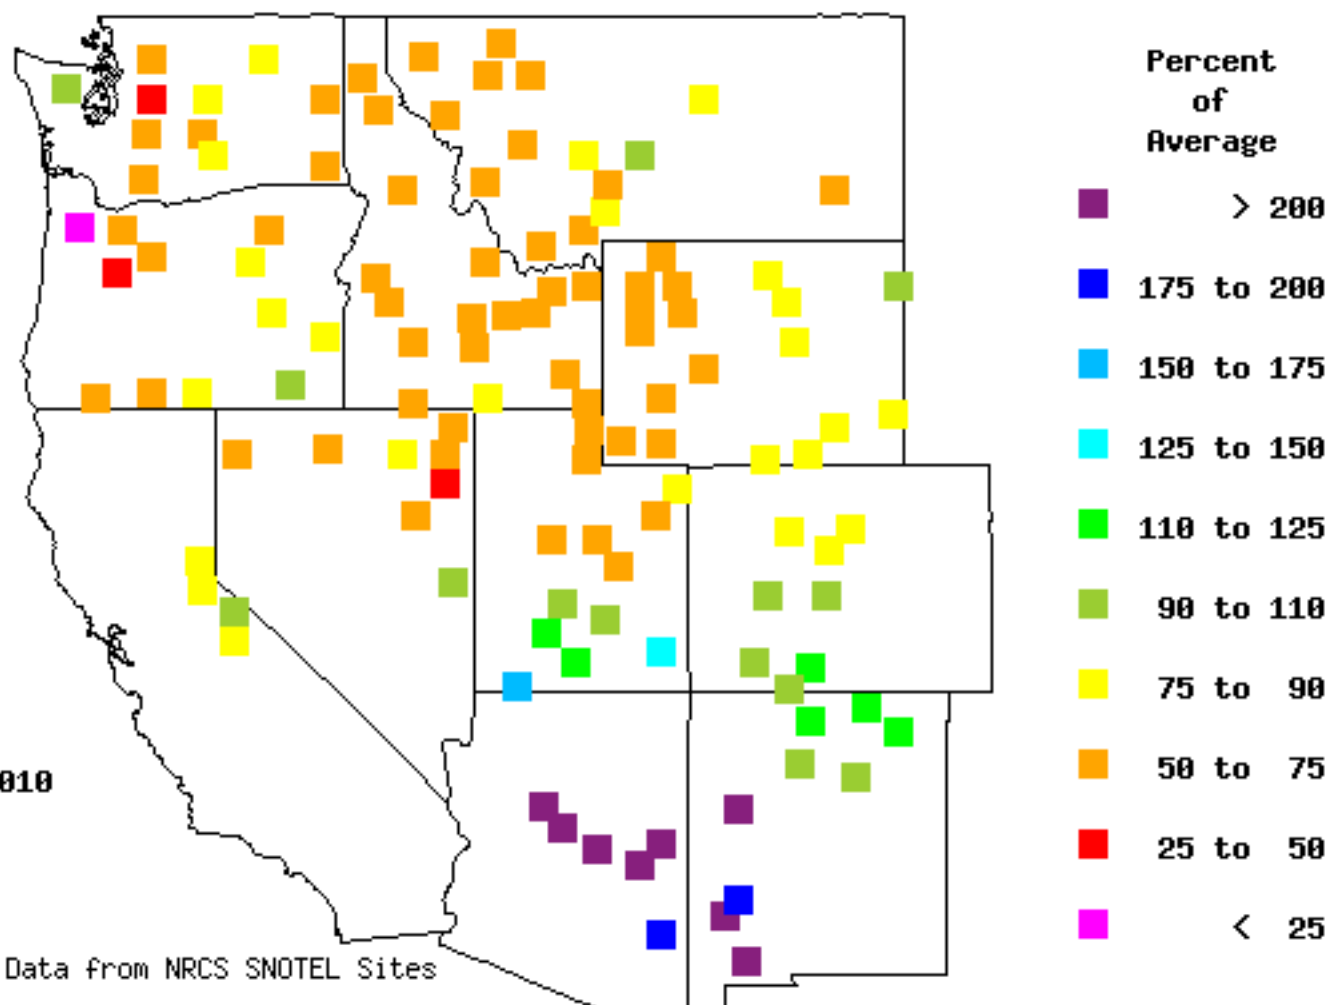 Percent
of
Average
> 200
175 to 200
150 to 175
125 to 150
110 to 125
90 to 110
75 to 90
50 to 75
25 to 50
< 25
010
Data from NRCS SNOTEL Sites